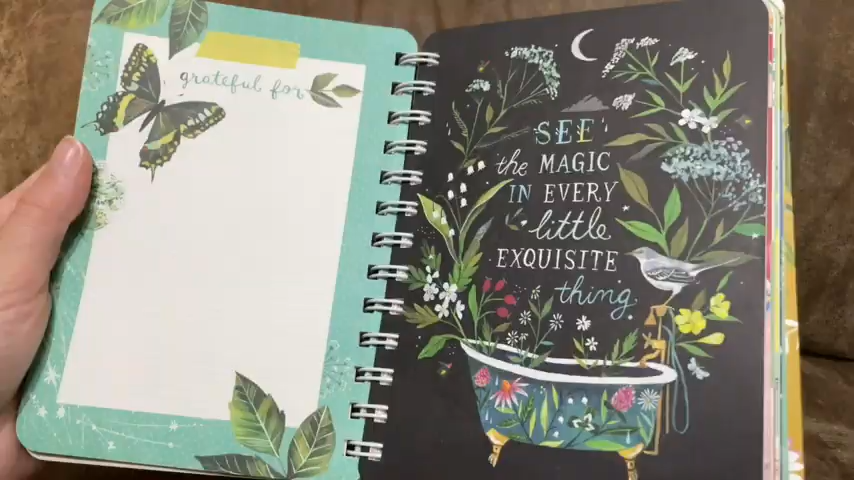 grateful for
SEE
the MAGIC
IN EVERY
little
EXQUISITE
thing